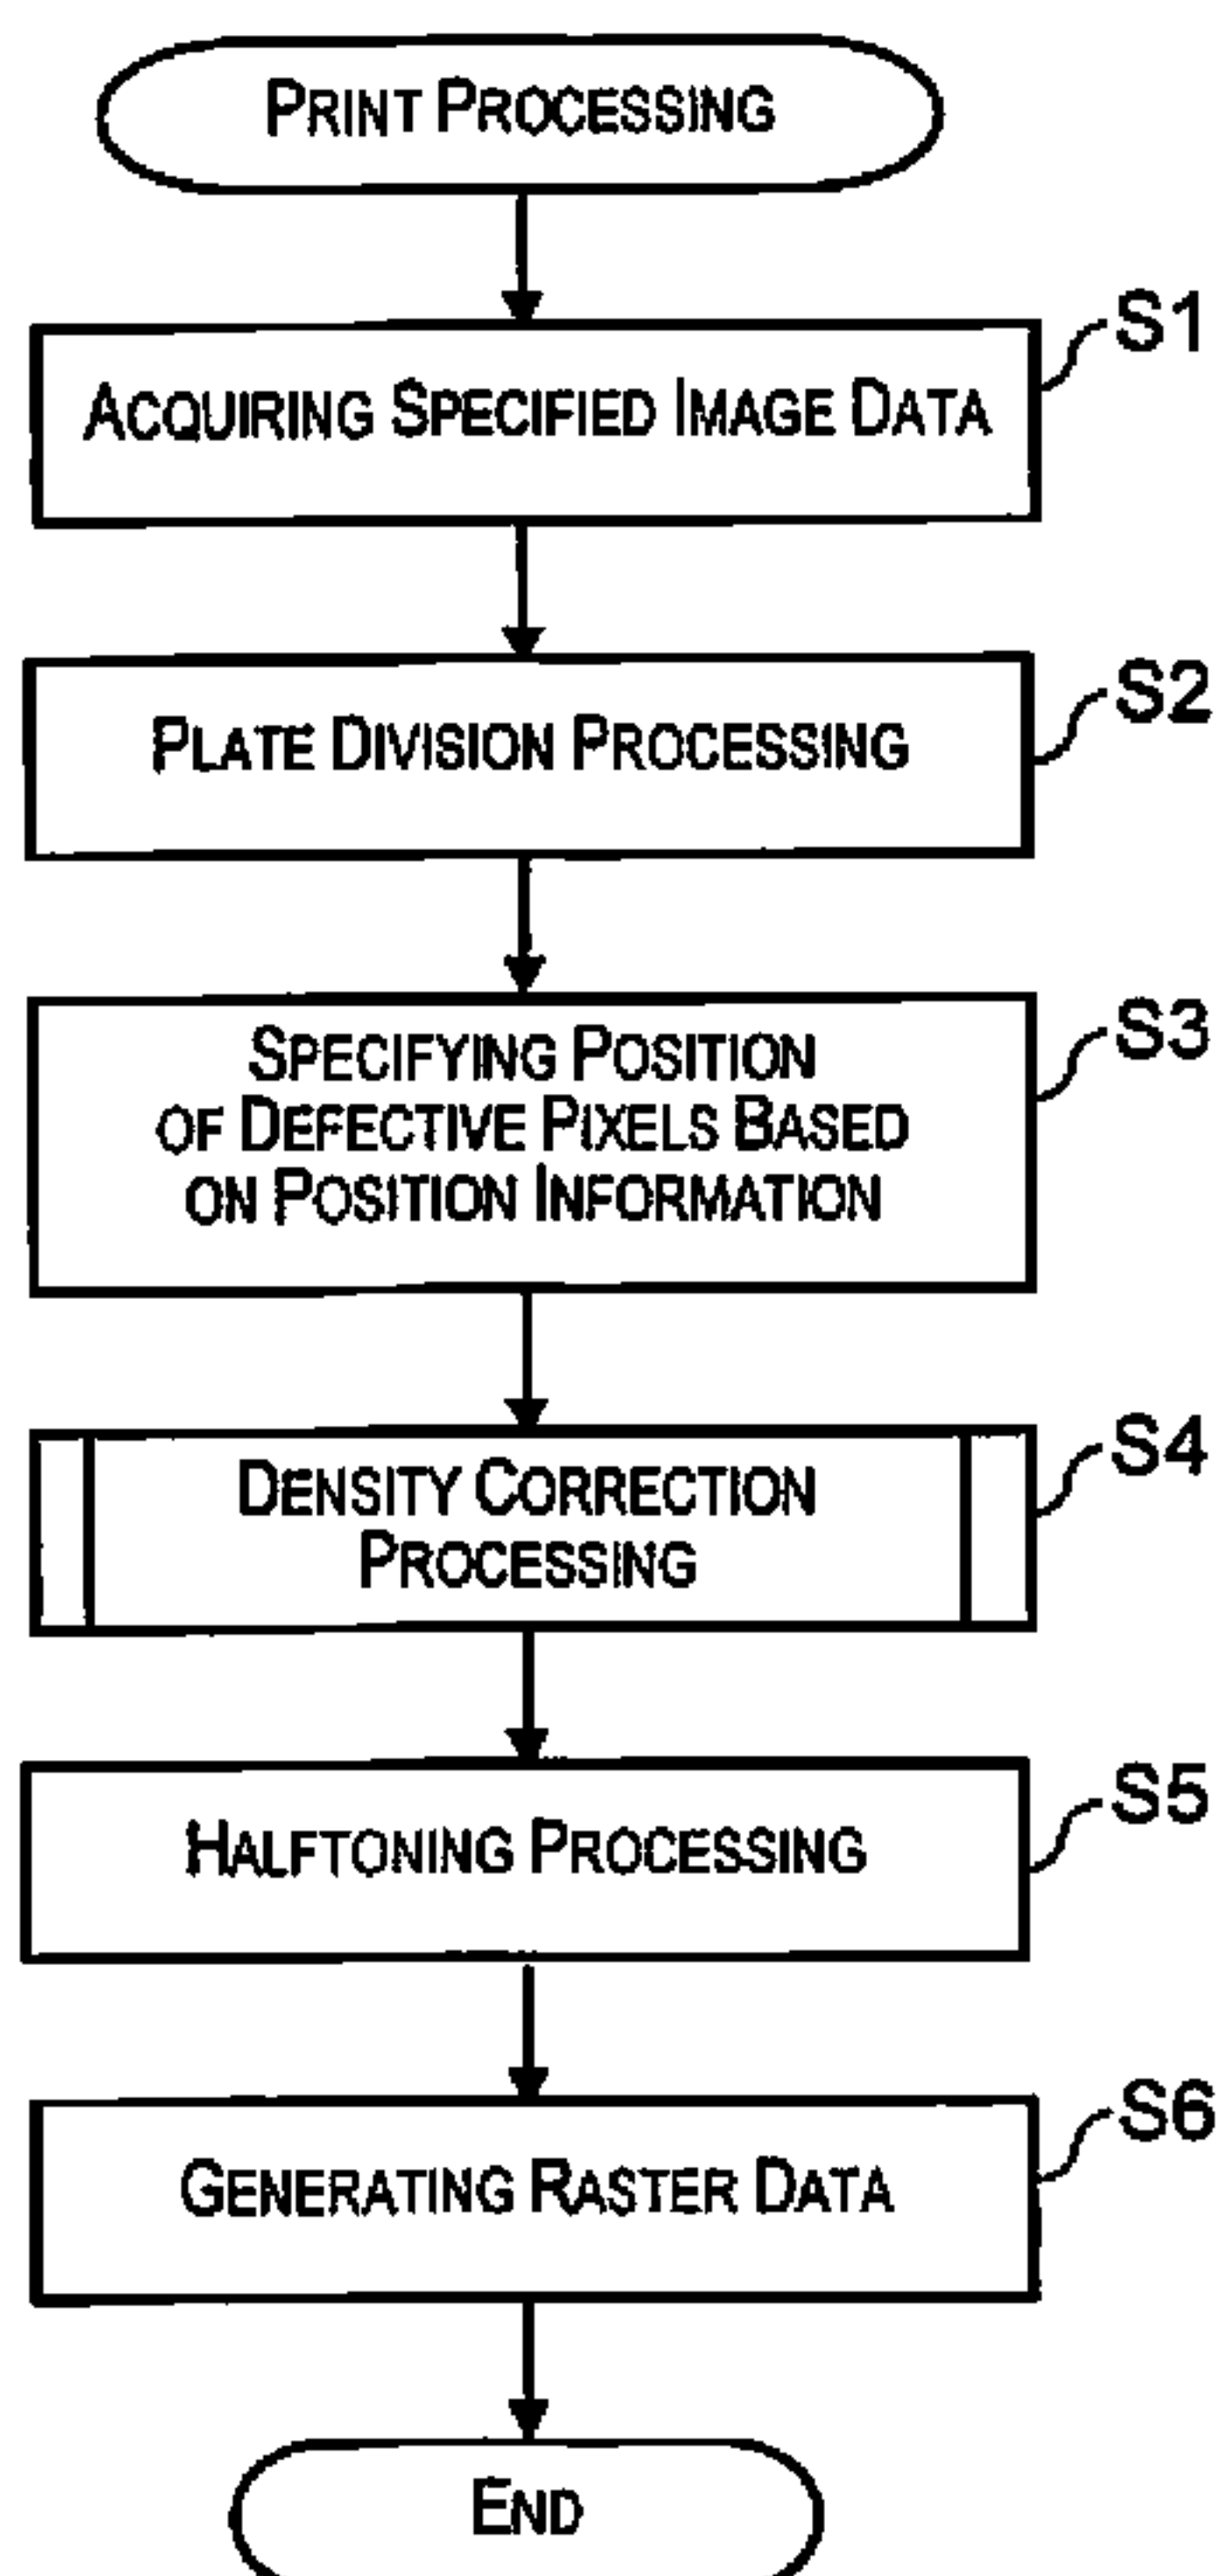 PRINT PROCESSING
S1
ACQUIRING SPECIFIED IMAGE DATA
S2
PLATE DIVISION PROCESSING
S3
SPECIFYING POSITION
OF DEFECTIVE PIXELS BASED
ON POSITION INFORMATION
S4
DENSITY CORRECTION
PROCESSING
S5
HALFTONING PROCESSING
S6
GENERATING RASTER DATA
END